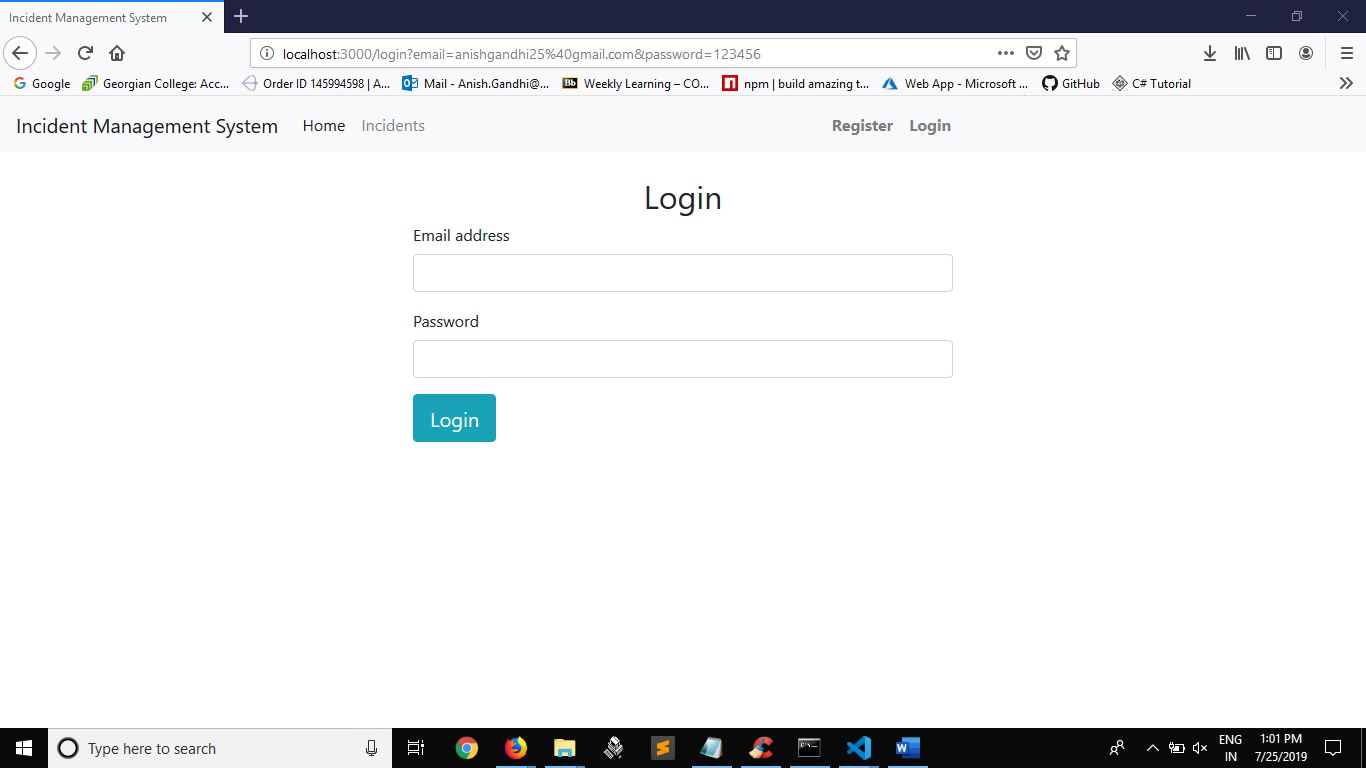 Incident Management System
localhost:3000/login?email=anishgandhi25%40gmail.com&password=123456
Google Georgian College: Acc... Order ID 145994598 | A... Mail - Anish.Gandhi@... Bb Weekly Learning – CO... npm | build amazing t... Web App - Microsoft ... GitHub C# Tutorial
Incident Management System Home Incidents Register Login
Login
Email address
Password
Login
Type here to search
ENG 1:01 PM
IN 7/25/2019